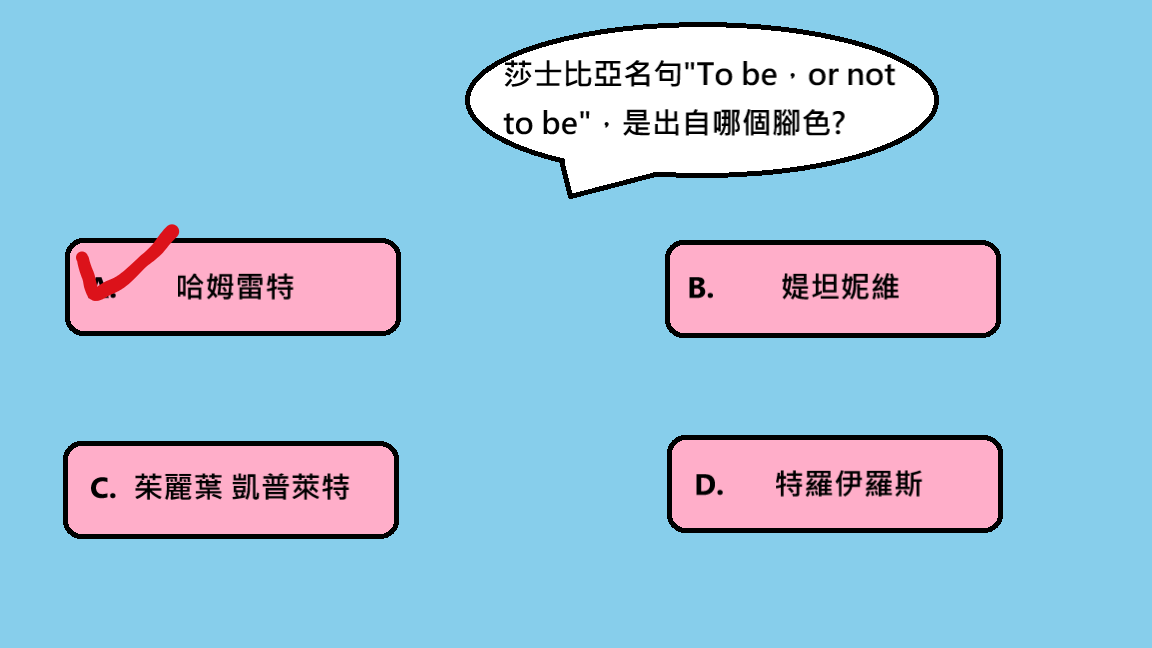 莎士比亞名句"To be，or not
to be"，是出自哪個腳色?
A. 哈姆雷特
B. 媞坦妮維
C. 茱麗葉 凱普萊特
D. 特羅伊羅斯